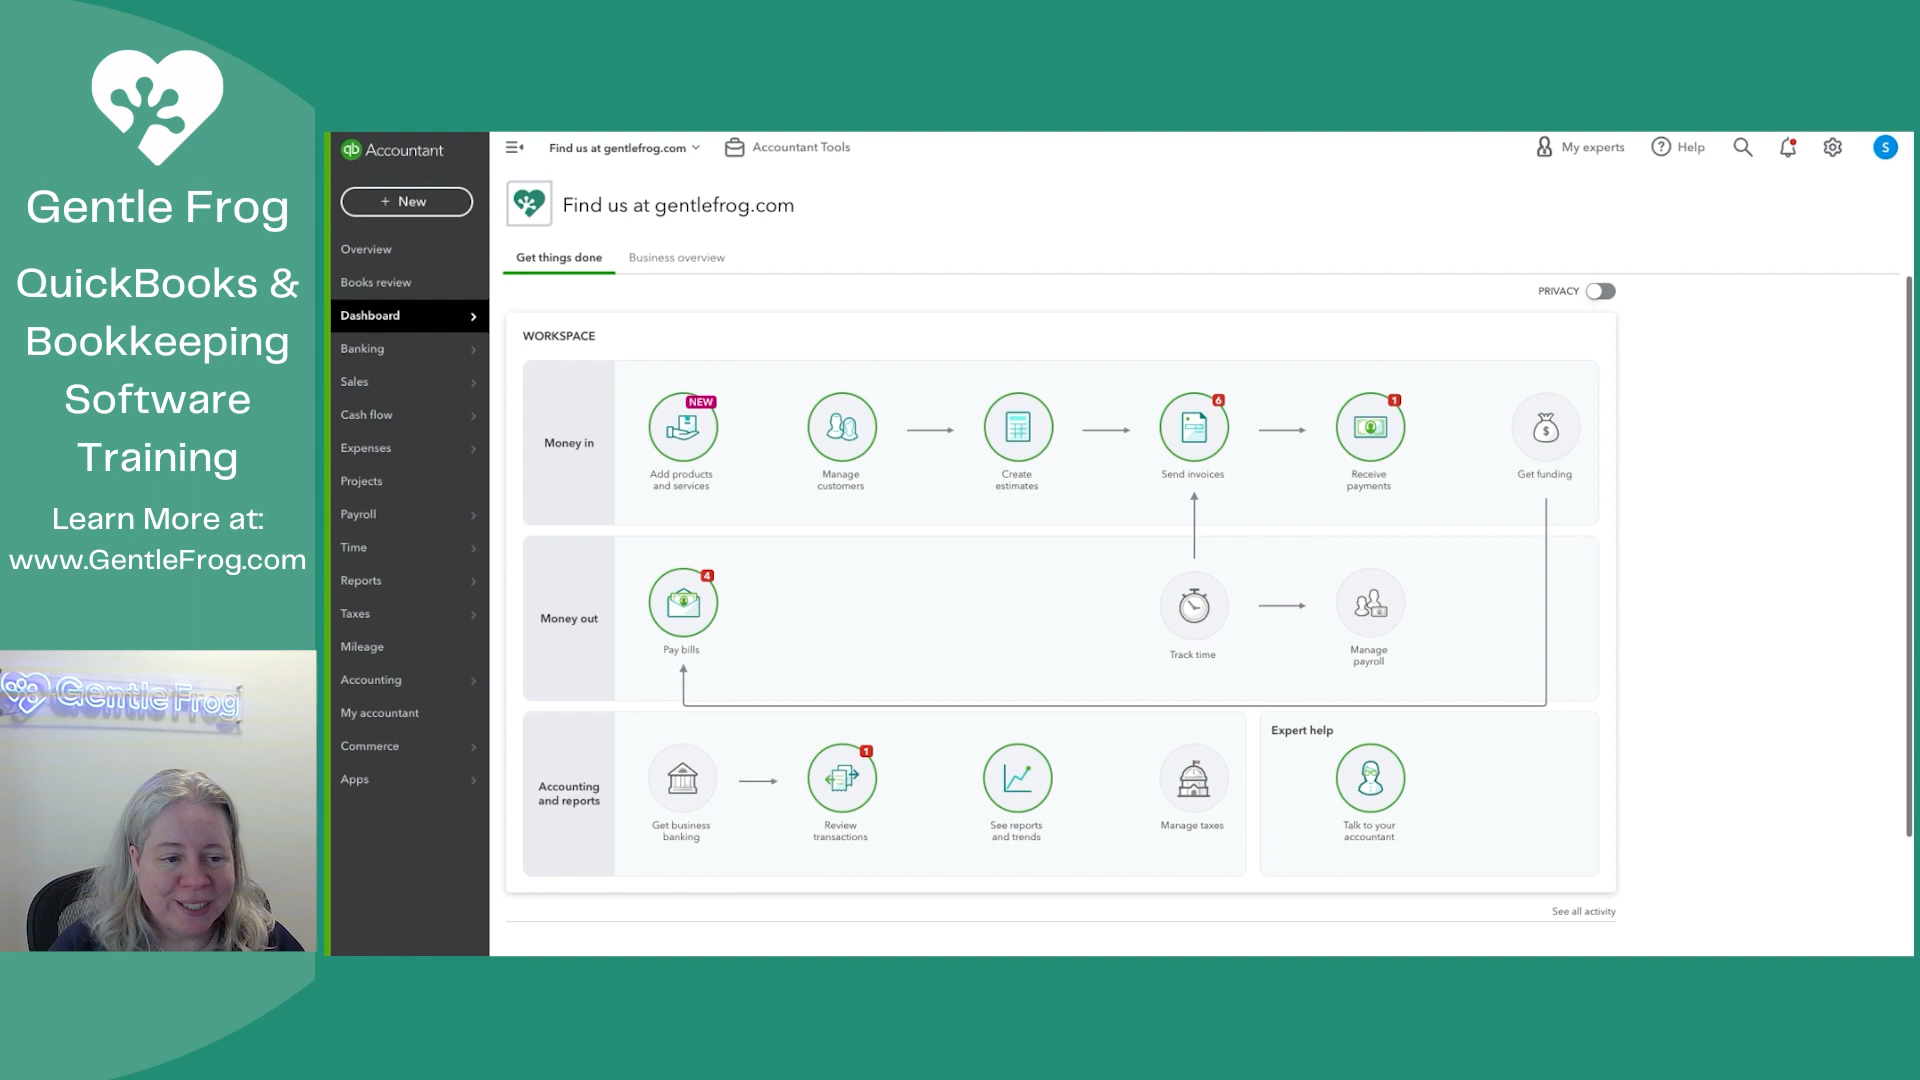 Gentle Frog
QuickBooks &
Bookkeeping
Software
Training
Learn More at:
www.GentleFrog.com
Gentle Frog
qb Accountant
+ New
Overview
Books review
Dashboard
Banking
Sales
Cash flow
Expenses
Projects
Payroll
Time
Reports
Taxes
Mileage
Accounting
My accountant
Commerce
Apps
Find us at gentlefrog.com
Accountant Tools
My experts
? Help
S
Find us at gentlefrog.com
Get things done
Business overview
PRIVACY
WORKSPACE
Money in
NEW
Add products
and services
Manage
customers
Create
estimates
6
Send invoices
1
Receive
payments
$
Get funding
Money out
4
Pay bills
Track time
Manage
payroll
Accounting
and reports
Get business
banking
1
Review
transactions
See reports
and trends
Manage taxes
Expert help
Talk to your
accountant
See all activity